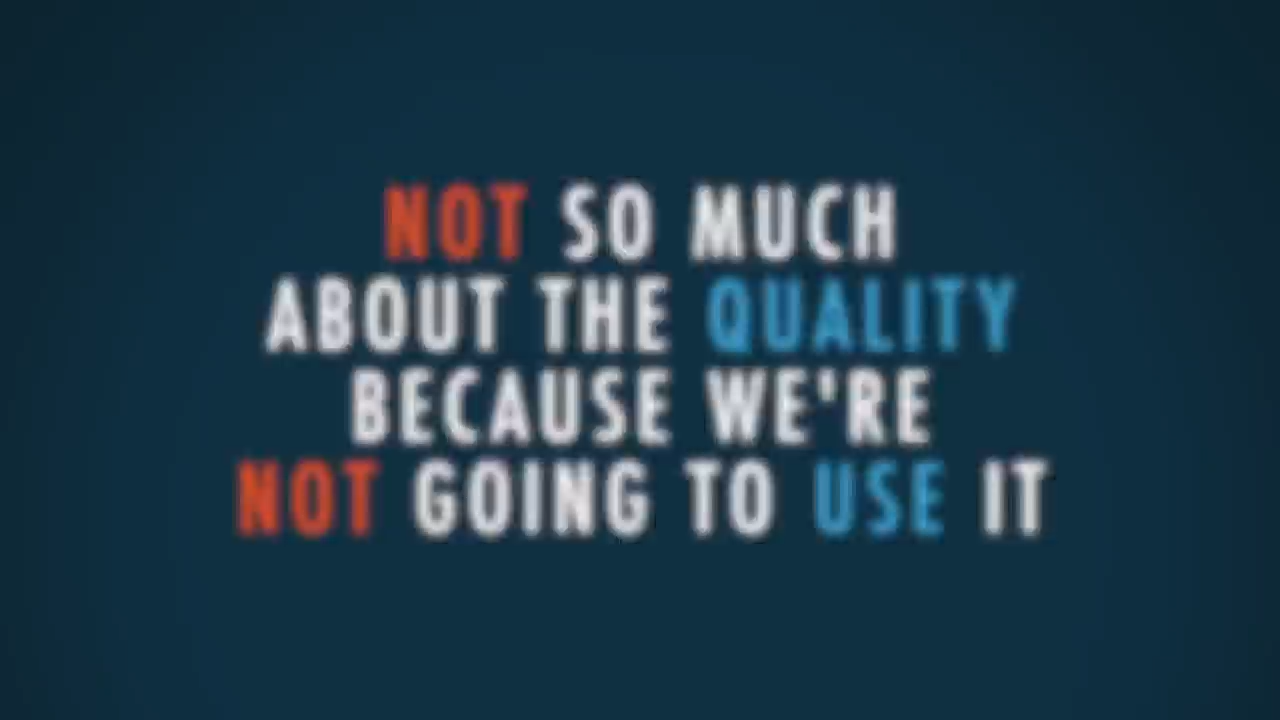 NOT SO MUCH
ABOUT THE QUALITY
BECAUSE WE'RE
NOT GOING TO USE IT